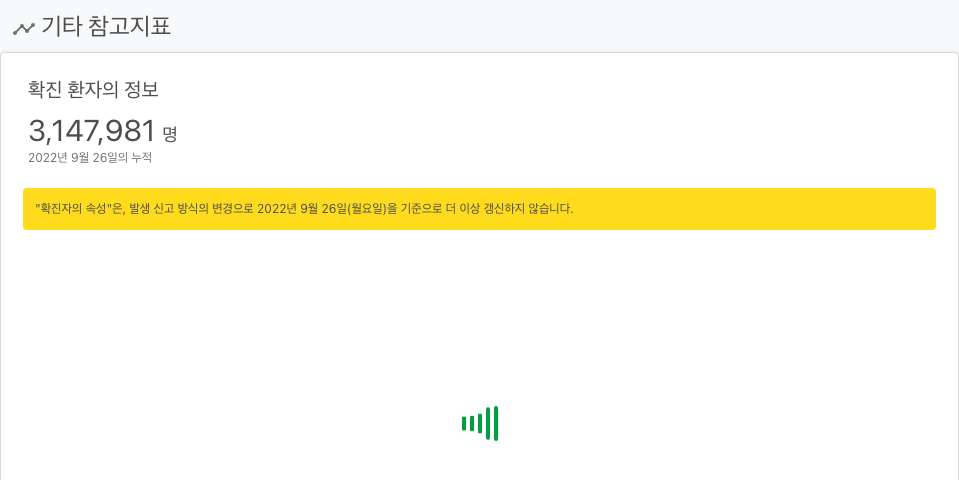 기타 참고지표
확진 환자의 정보
3,147,981 명
2022년 9월 26일의 누적
"확진자의 속성"은, 발생 신고 방식의 변경으로 2022년 9월 26일(월요일)을 기준으로 더 이상 갱신하지 않습니다.